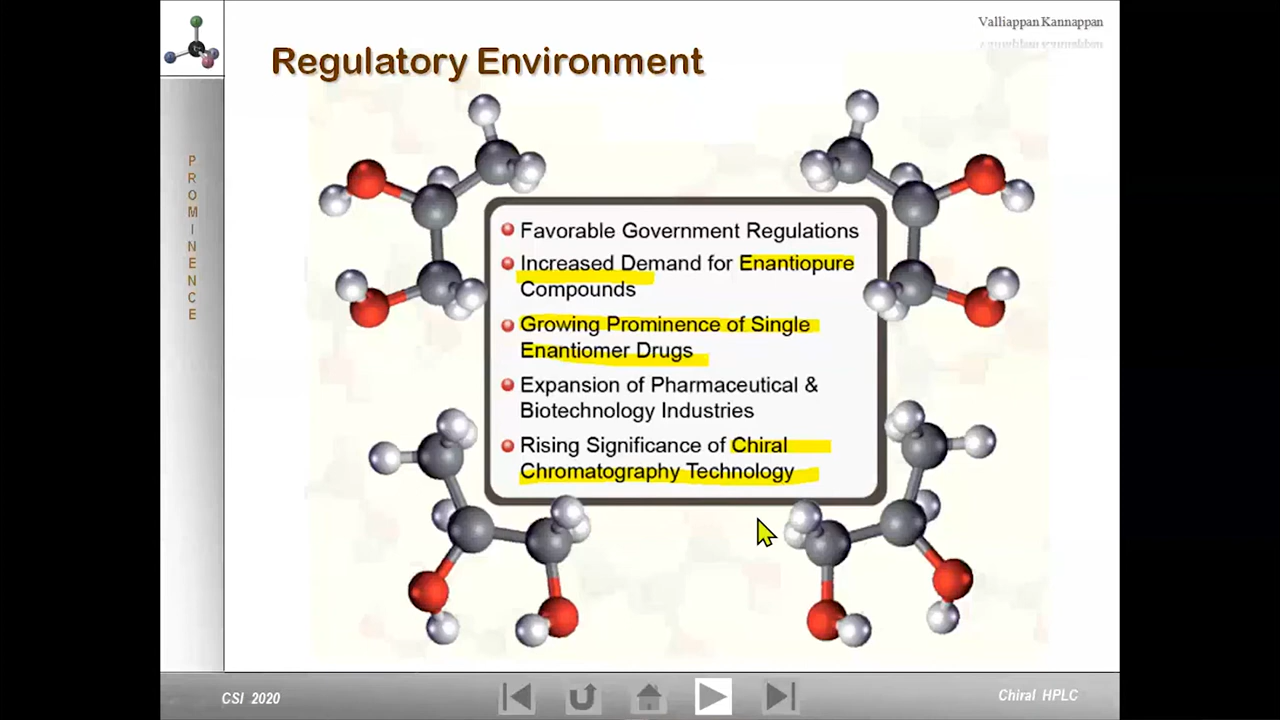 Valliappan Kannappan
Regulatory Environment
PROMINENCE
Favorable Government Regulations
Increased Demand for Enantiopure
Compounds
Growing Prominence of Single
Enantiomer Drugs
Expansion of Pharmaceutical &
Biotechnology Industries
Rising Significance of Chiral
Chromatography Technology
CSI 2020
Chiral HPLC